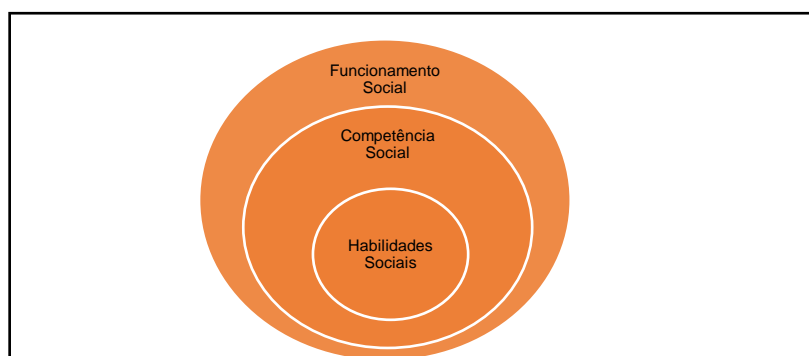 Funcionamento
Social
Competência
Social
Habilidades
Sociais